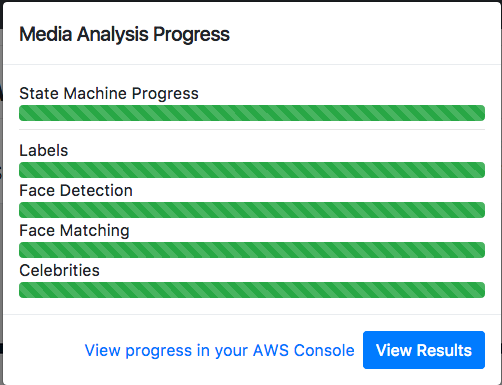 Media Analysis Progress
State Machine Progress
Labels
Face Detection
Face Matching
Celebrities
View progress in your AWS Console View Results